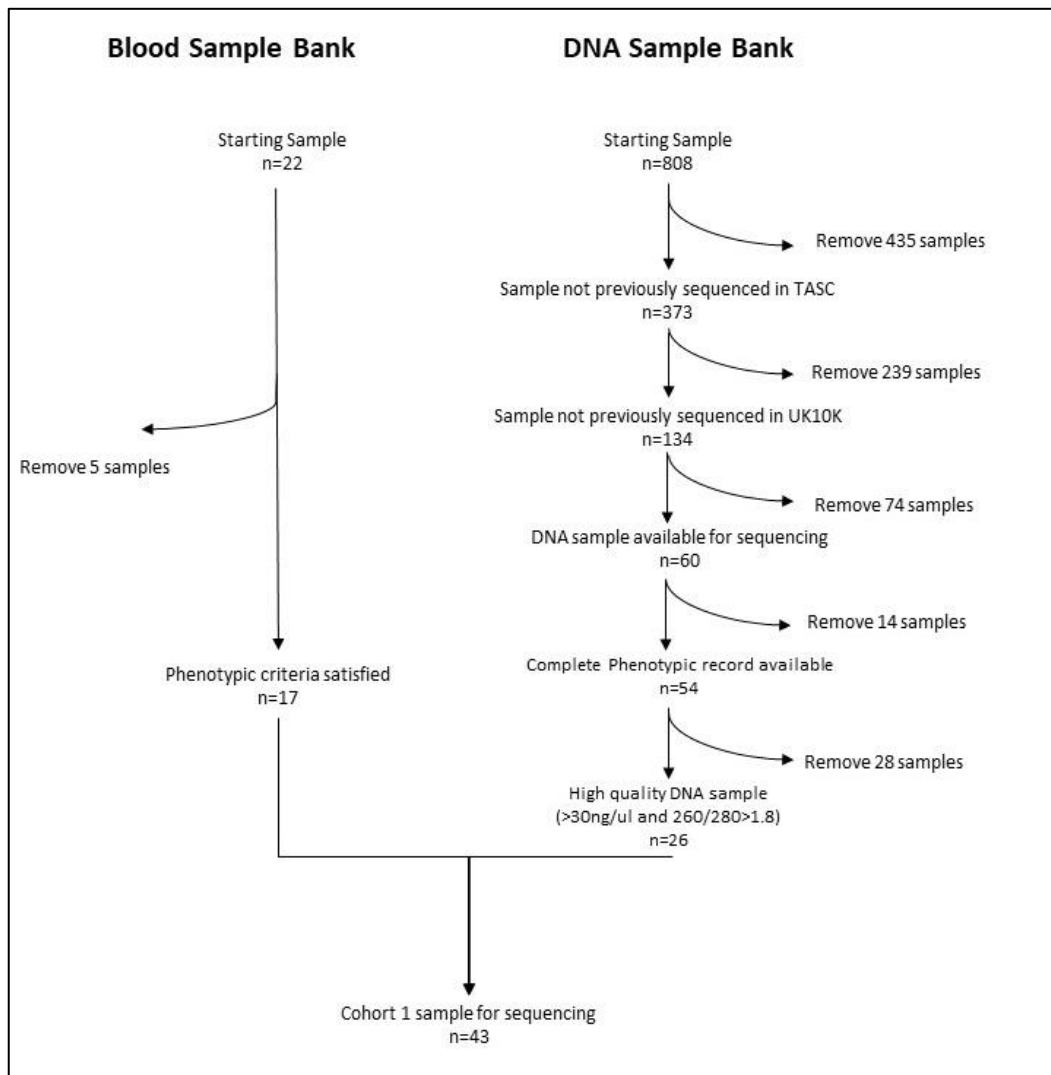 Blood Sample Bank
DNA Sample Bank
Starting Sample
n=22
Starting Sample
n=808
Remove 435 samples
Sample not previously sequenced in TASC
n=373
Remove 239 samples
Sample not previously sequenced in UK10K
n=134
Remove 5 samples
Remove 74 samples
DNA sample available for sequencing
n=60
Remove 14 samples
Phenotypic criteria satisfied
n=17
Complete Phenotypic record available
n=54
Remove 28 samples
High quality DNA sample
(>30ng/ul and 260/280>1.8)
n=26
Cohort 1 sample for sequencing
n=43